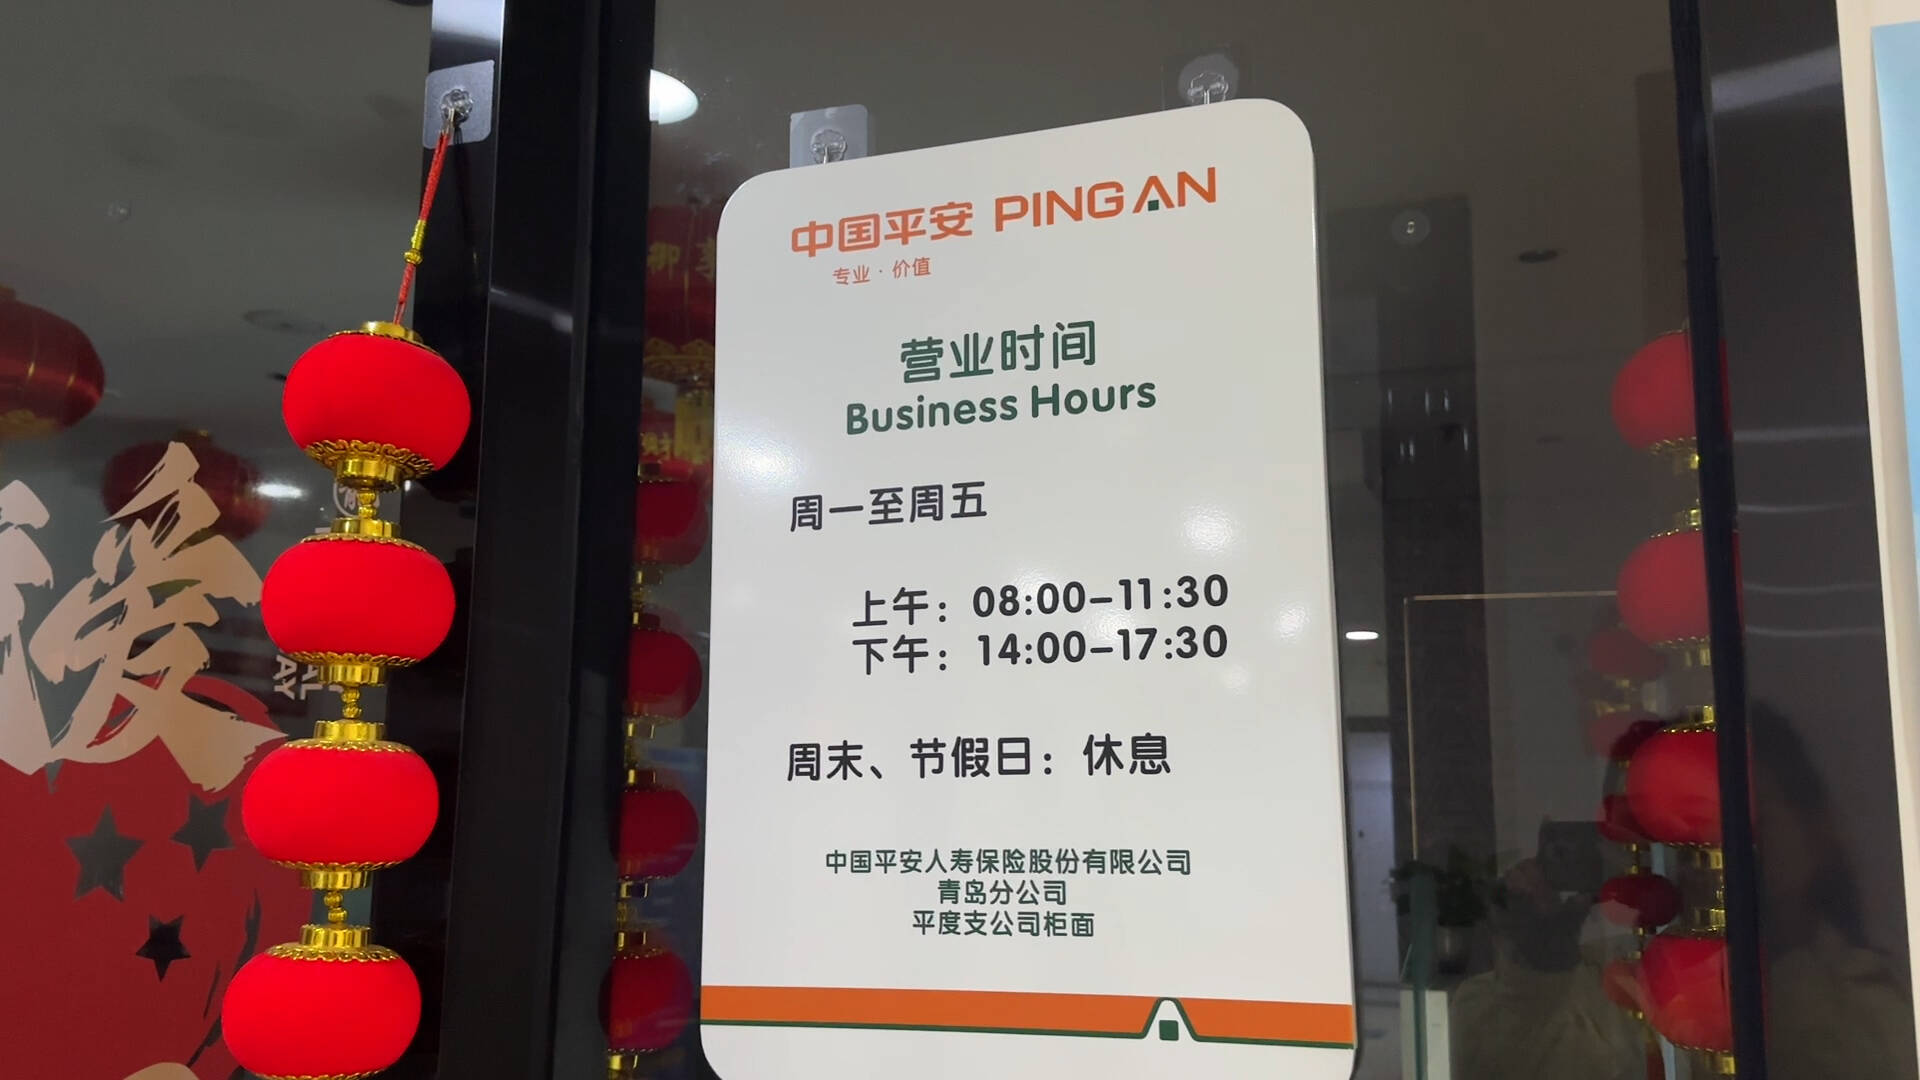 中国平安 PINGAN
专业·价值
营业时间
Business Hours
周一至周五
上午：08:00-11:30
下午：14:00-17:30
周末、节假日：休息
中国平安人寿保险股份有限公司
青岛分公司
平度支公司柜面
爱